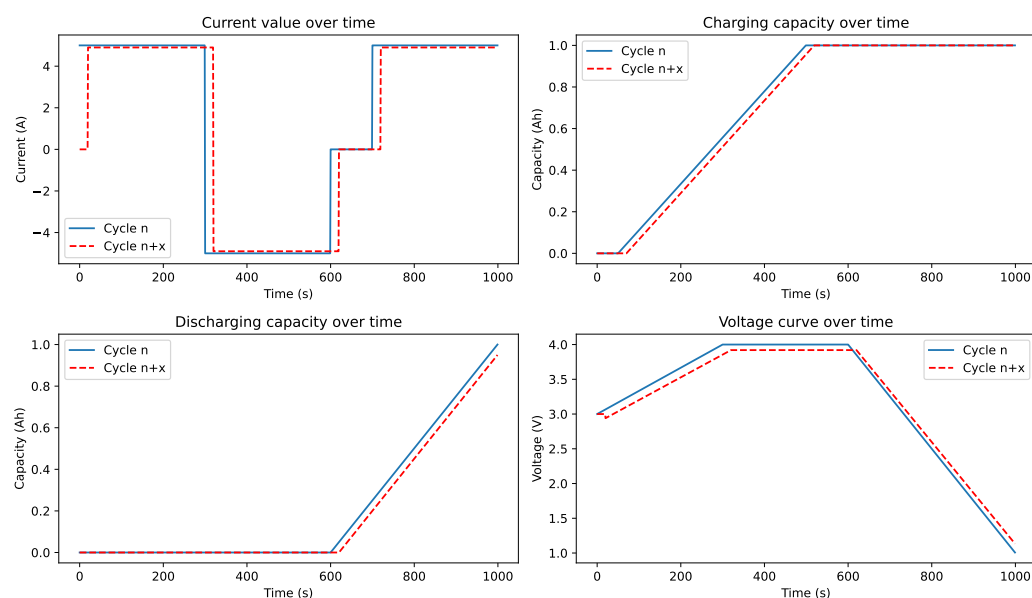 Current value over time
Current (A)
4
2
0
−2
−4
Cycle n
Cycle n+x
0 200 400 600 800 1000
Time (s)
Charging capacity over time
Capacity (Ah)
1.0
0.8
0.6
0.4
0.2
0.0
Cycle n
Cycle n+x
0 200 400 600 800 1000
Time (s)
Discharging capacity over time
Capacity (Ah)
1.0
0.8
0.6
0.4
0.2
0.0
Cycle n
Cycle n+x
0 200 400 600 800 1000
Time (s)
Voltage curve over time
Voltage (V)
4.0
3.5
3.0
2.5
2.0
1.5
1.0
Cycle n
Cycle n+x
0 200 400 600 800 1000
Time (s)